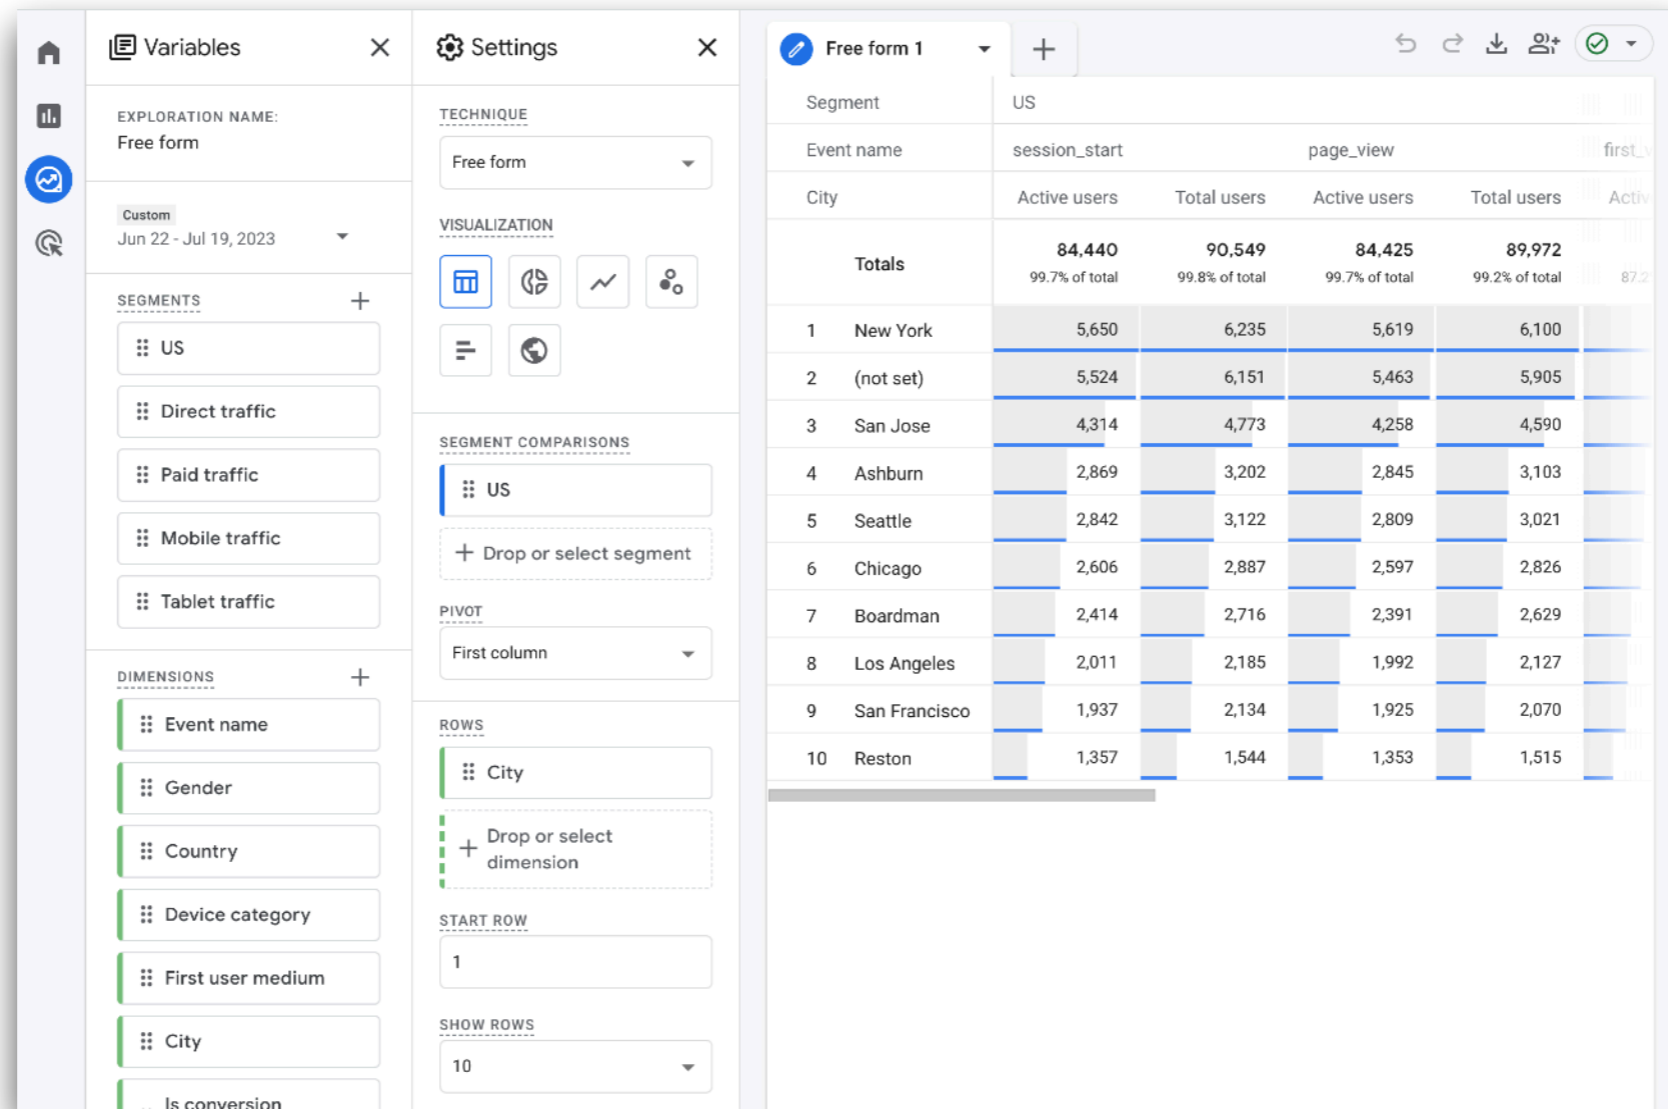 Variables
EXPLORATION NAME:
Free form
Custom
Jun 22 - Jul 19, 2023
SEGMENTS
US
Direct traffic
Paid traffic
Mobile traffic
Tablet traffic
DIMENSIONS
Event name
Gender
Country
Device category
First user medium
City
Is conversion
Settings
TECHNIQUE
Free form
VISUALIZATION
SEGMENT COMPARISONS
US
Drop or select segment
PIVOT
First column
ROWS
City
Drop or select
dimension
START ROW
1
SHOW ROWS
10
Free form 1
Segment US
Event name session_start page_view
City Active users Total users Active users Total users
Totals 84,440 90,549 84,425 89,972
99.7% of total 99.8% of total 99.7% of total 99.2% of total
1 New York 5,650 6,235 5,619 6,100
2 (not set) 5,524 6,151 5,463 5,905
3 San Jose 4,314 4,773 4,258 4,590
4 Ashburn 2,869 3,202 2,845 3,103
5 Seattle 2,842 3,122 2,809 3,021
6 Chicago 2,606 2,887 2,597 2,826
7 Boardman 2,414 2,716 2,391 2,629
8 Los Angeles 2,011 2,185 1,992 2,127
9 San Francisco 1,937 2,134 1,925 2,070
10 Reston 1,357 1,544 1,353 1,515